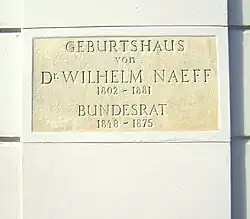 GEBURTSHAUS
von
Dr. WILHELM NAEFF
1802 - 1881
BUNDESRAT
1848 - 1875